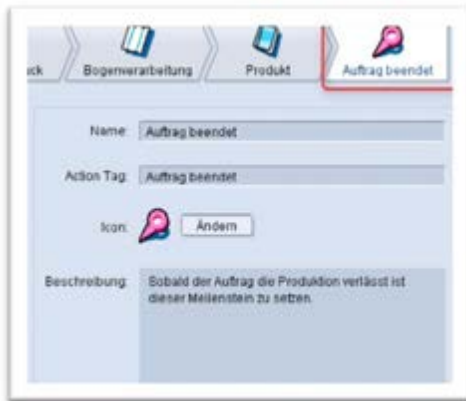 ck Bogenverarbeitung Produkt Auftrag beendet
Name: Auftrag beendet
Action Tag: Auftrag beendet
Icon: Ändern
Beschreibung: Sobald der Auftrag die Produktion verlässt ist
dieser Meilenstein zu setzen.